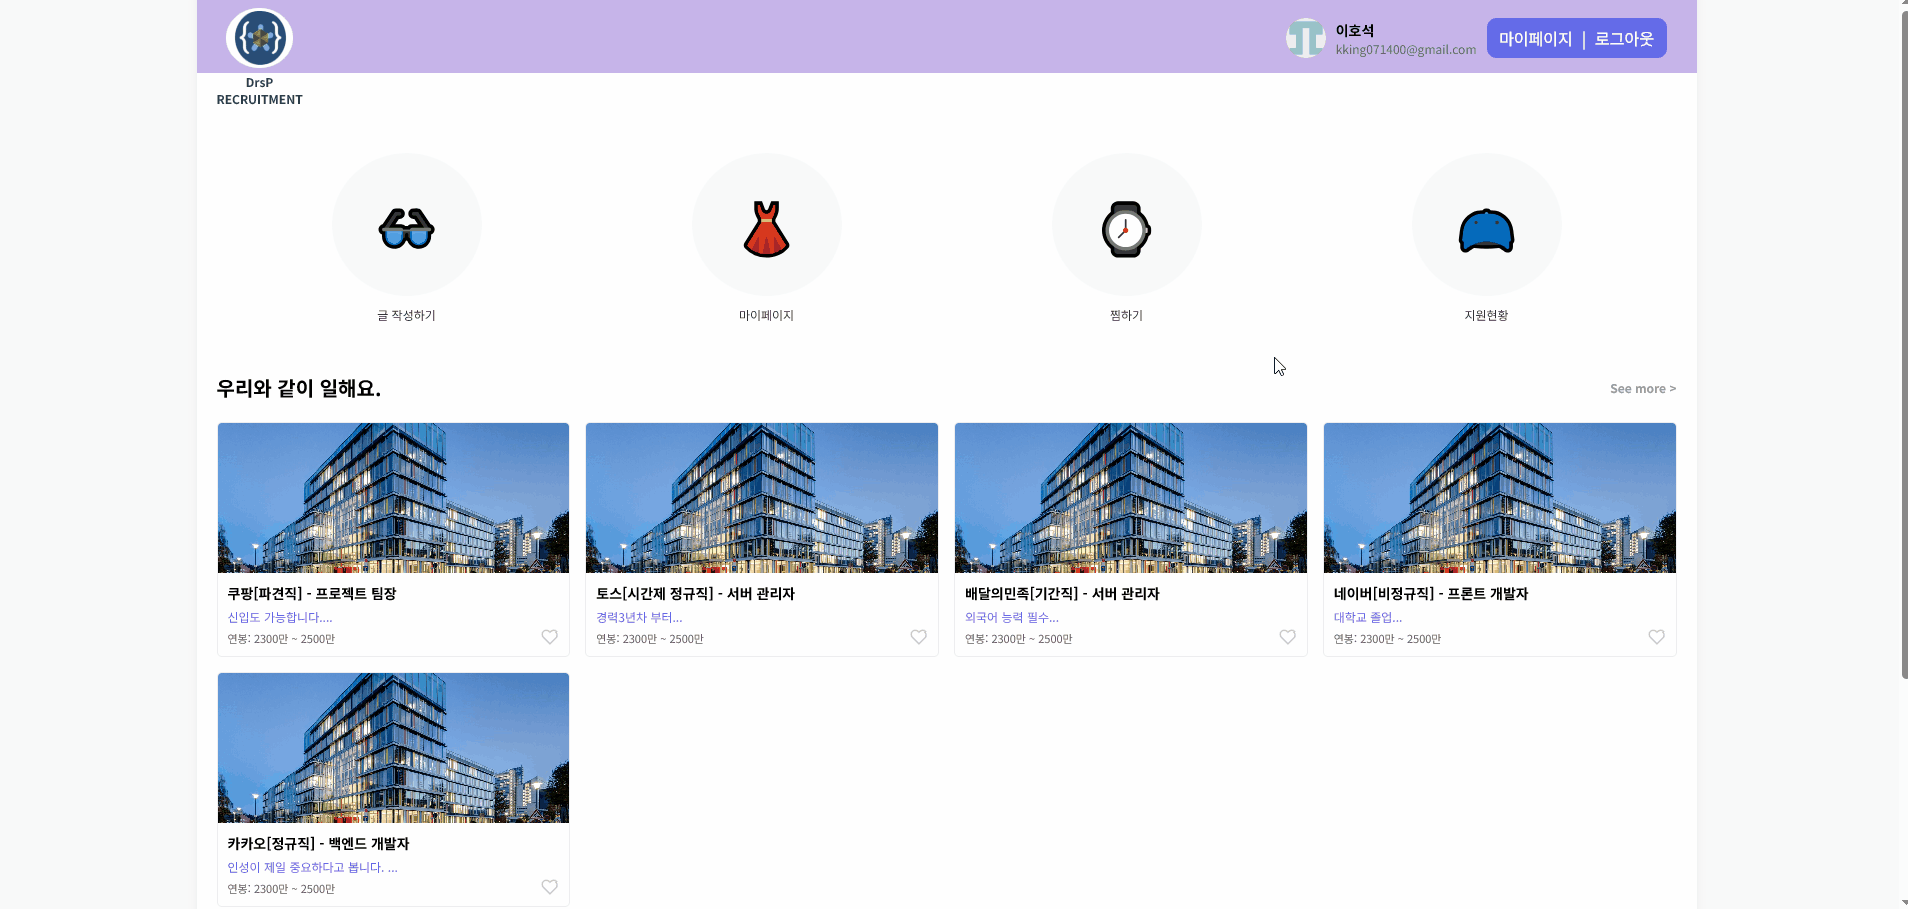 DrsP
RECRUITMENT
이호석
kking071400@gmail.com
마이페이지 | 로그아웃
글 작성하기
마이페이지
찜하기
지원현황
우리와 같이 일해요.
See more >
쿠팡[파견직] - 프로젝트 팀장
신입도 가능합니다....
연봉: 2300만 ~ 2500만
토스[시간제 정규직] - 서버 관리자
경력3년차 부터...
연봉: 2300만 ~ 2500만
배달의민족[기간직] - 서버 관리자
외국어 능력 필수...
연봉: 2300만 ~ 2500만
네이버[비정규직] - 프론트 개발자
대학교 졸업...
연봉: 2300만 ~ 2500만
카카오[정규직] - 백엔드 개발자
인성이 제일 중요하다고 봅니다. ...
연봉: 2300만 ~ 2500만